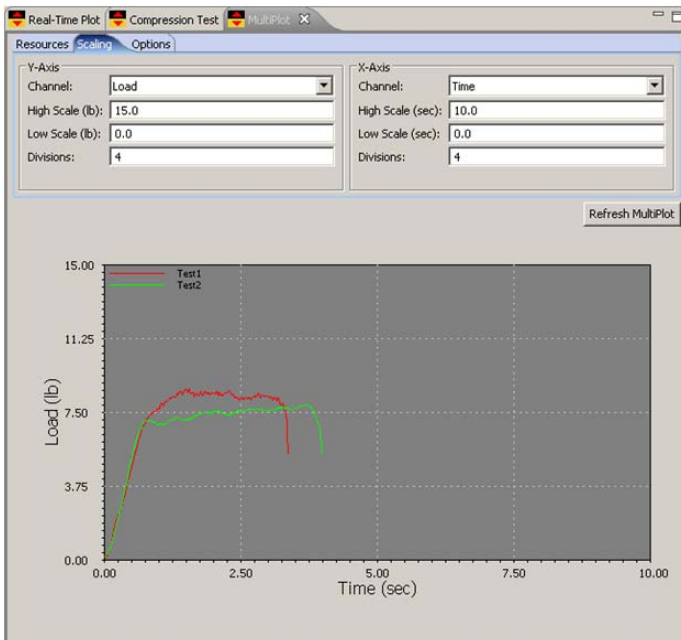 Real-Time Plot Compression Test MultiPlot
Resources Scaling Options
Y-Axis
Channel: Load
High Scale (lb): 15.0
Low Scale (lb): 0.0
Divisions: 4
X-Axis
Channel: Time
High Scale (sec): 10.0
Low Scale (sec): 0.0
Divisions: 4
Refresh MultiPlot
15.00
11.25
7.50
3.75
0.00
Load (lb)
Test1
Test2
0.00 2.50 5.00 7.50 10.00
Time (sec)